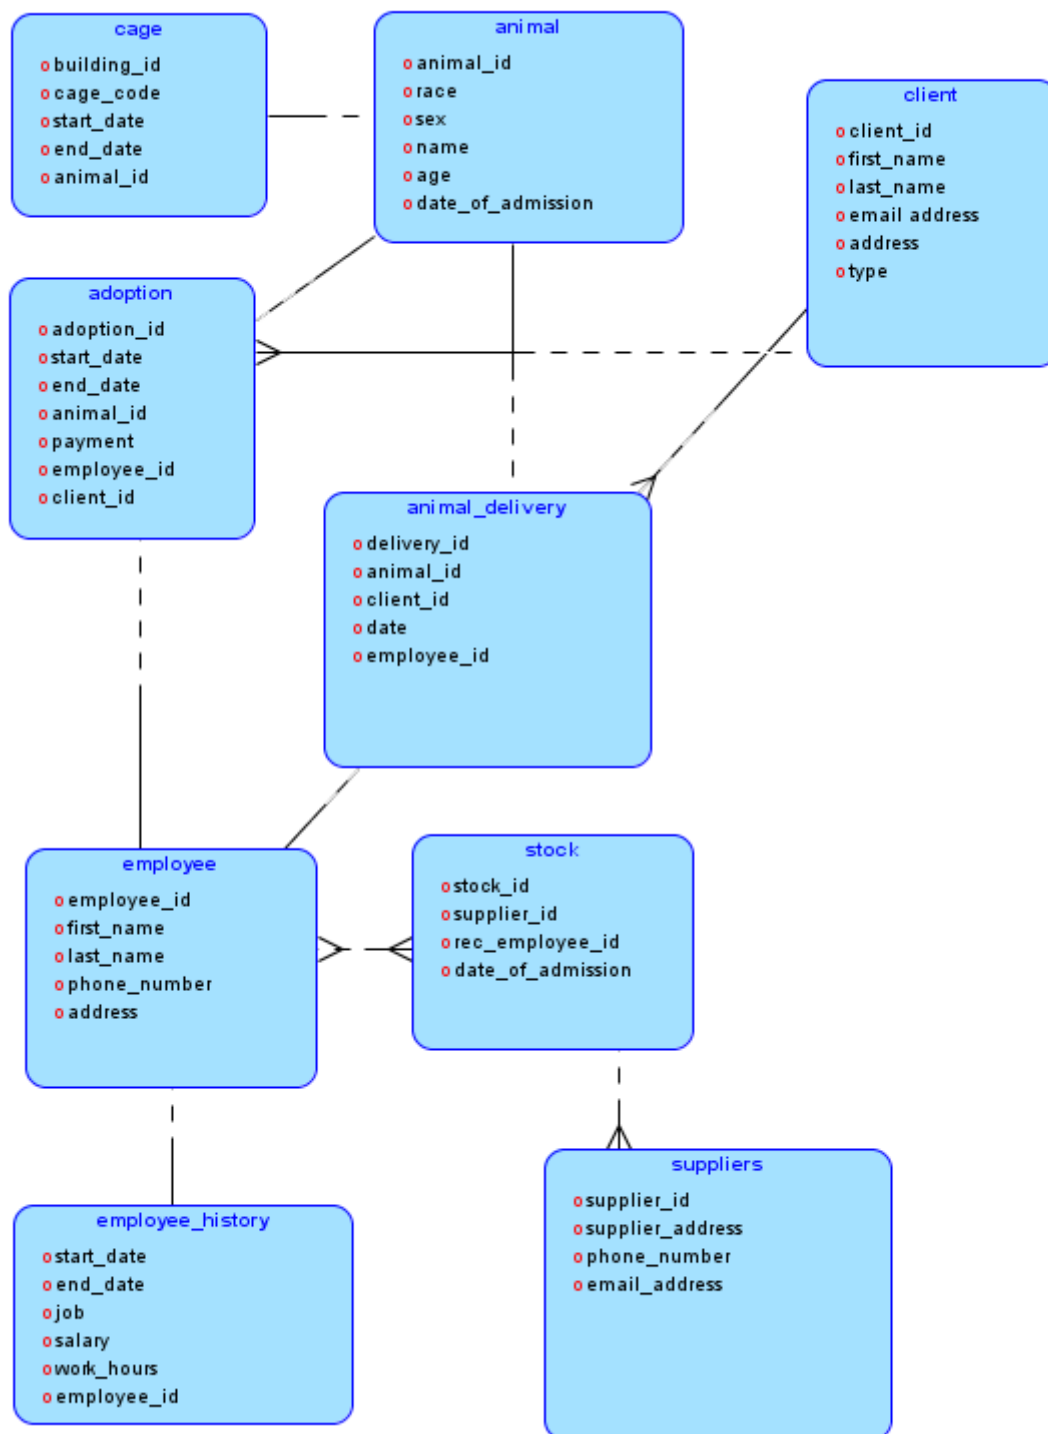 cage
o building_id
o cage_code
o start_date
o end_date
o animal_id
animal
o animal_id
o race
o sex
o name
o age
o date_of_admission
client
o client_id
o first_name
o last_name
o email address
o address
o type
adoption
o adoption_id
o start_date
o end_date
o animal_id
o payment
o employee_id
o client_id
animal_delivery
o delivery_id
o animal_id
o client_id
o date
o employee_id
employee
o employee_id
o first_name
o last_name
o phone_number
o address
stock
o stock_id
o supplier_id
o rec_employee_id
o date_of_admission
employee_history
o start_date
o end_date
o job
o salary
o work_hours
o employee_id
suppliers
o supplier_id
o supplier_address
o phone_number
o email_address